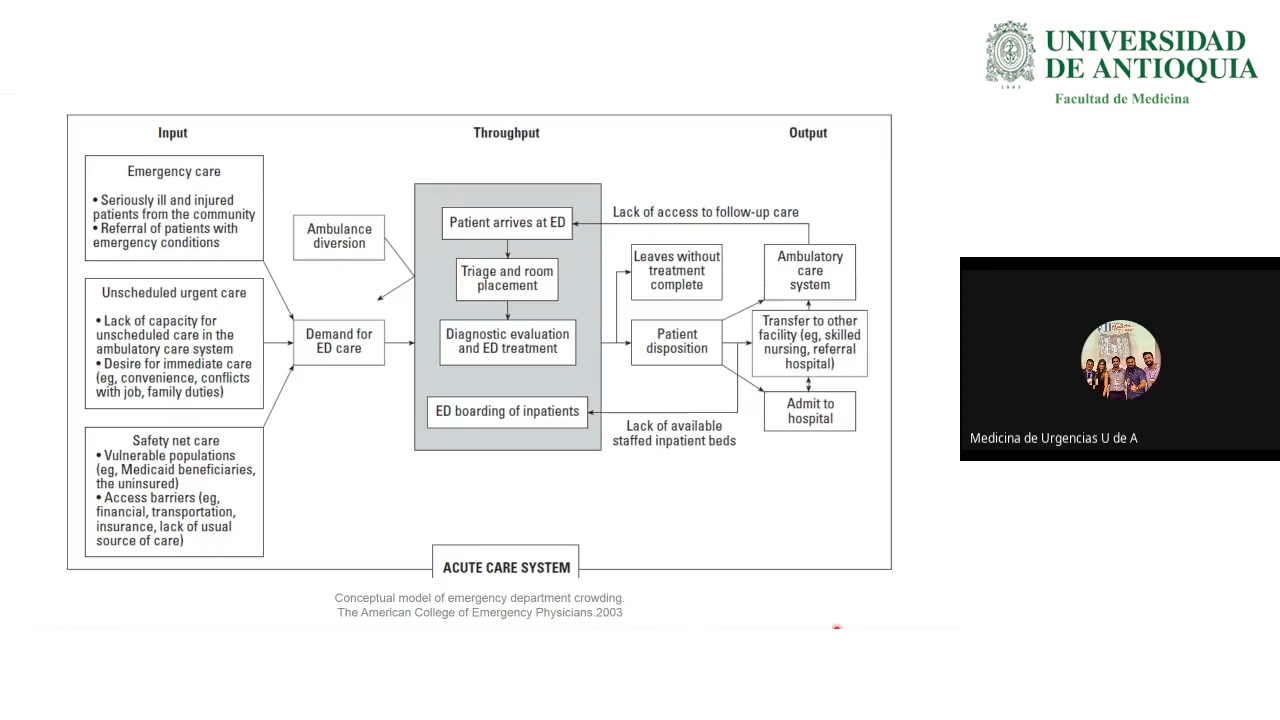 UNIVERSIDAD
DE ANTIOQUIA
1803
Facultad de Medicina
Input
Throughput
Output
Emergency care
• Seriously ill and injured
patients from the community
• Referral of patients with
emergency conditions
Unscheduled urgent care
• Lack of capacity for
unscheduled care in the
ambulatory care system
• Desire for immediate care
(eg, convenience, conflicts
with job, family duties)
Safety net care
• Vulnerable populations
(eg, Medicaid beneficiaries,
the uninsured)
• Access barriers (eg,
financial, transportation,
insurance, lack of usual
source of care)
Ambulance
diversion
Demand for
ED care
Patient arrives at ED
Triage and room
placement
Diagnostic evaluation
and ED treatment
ED boarding of inpatients
Lack of access to follow-up care
Leaves without
treatment
complete
Patient
disposition
Lack of available
staffed inpatient beds
Ambulatory
care
system
Transfer to other
facility (eg, skilled
nursing, referral
hospital)
Admit to
hospital
ACUTE CARE SYSTEM
Conceptual model of emergency department crowding.
The American College of Emergency Physicians.2003
Medicina de Urgencias U de A